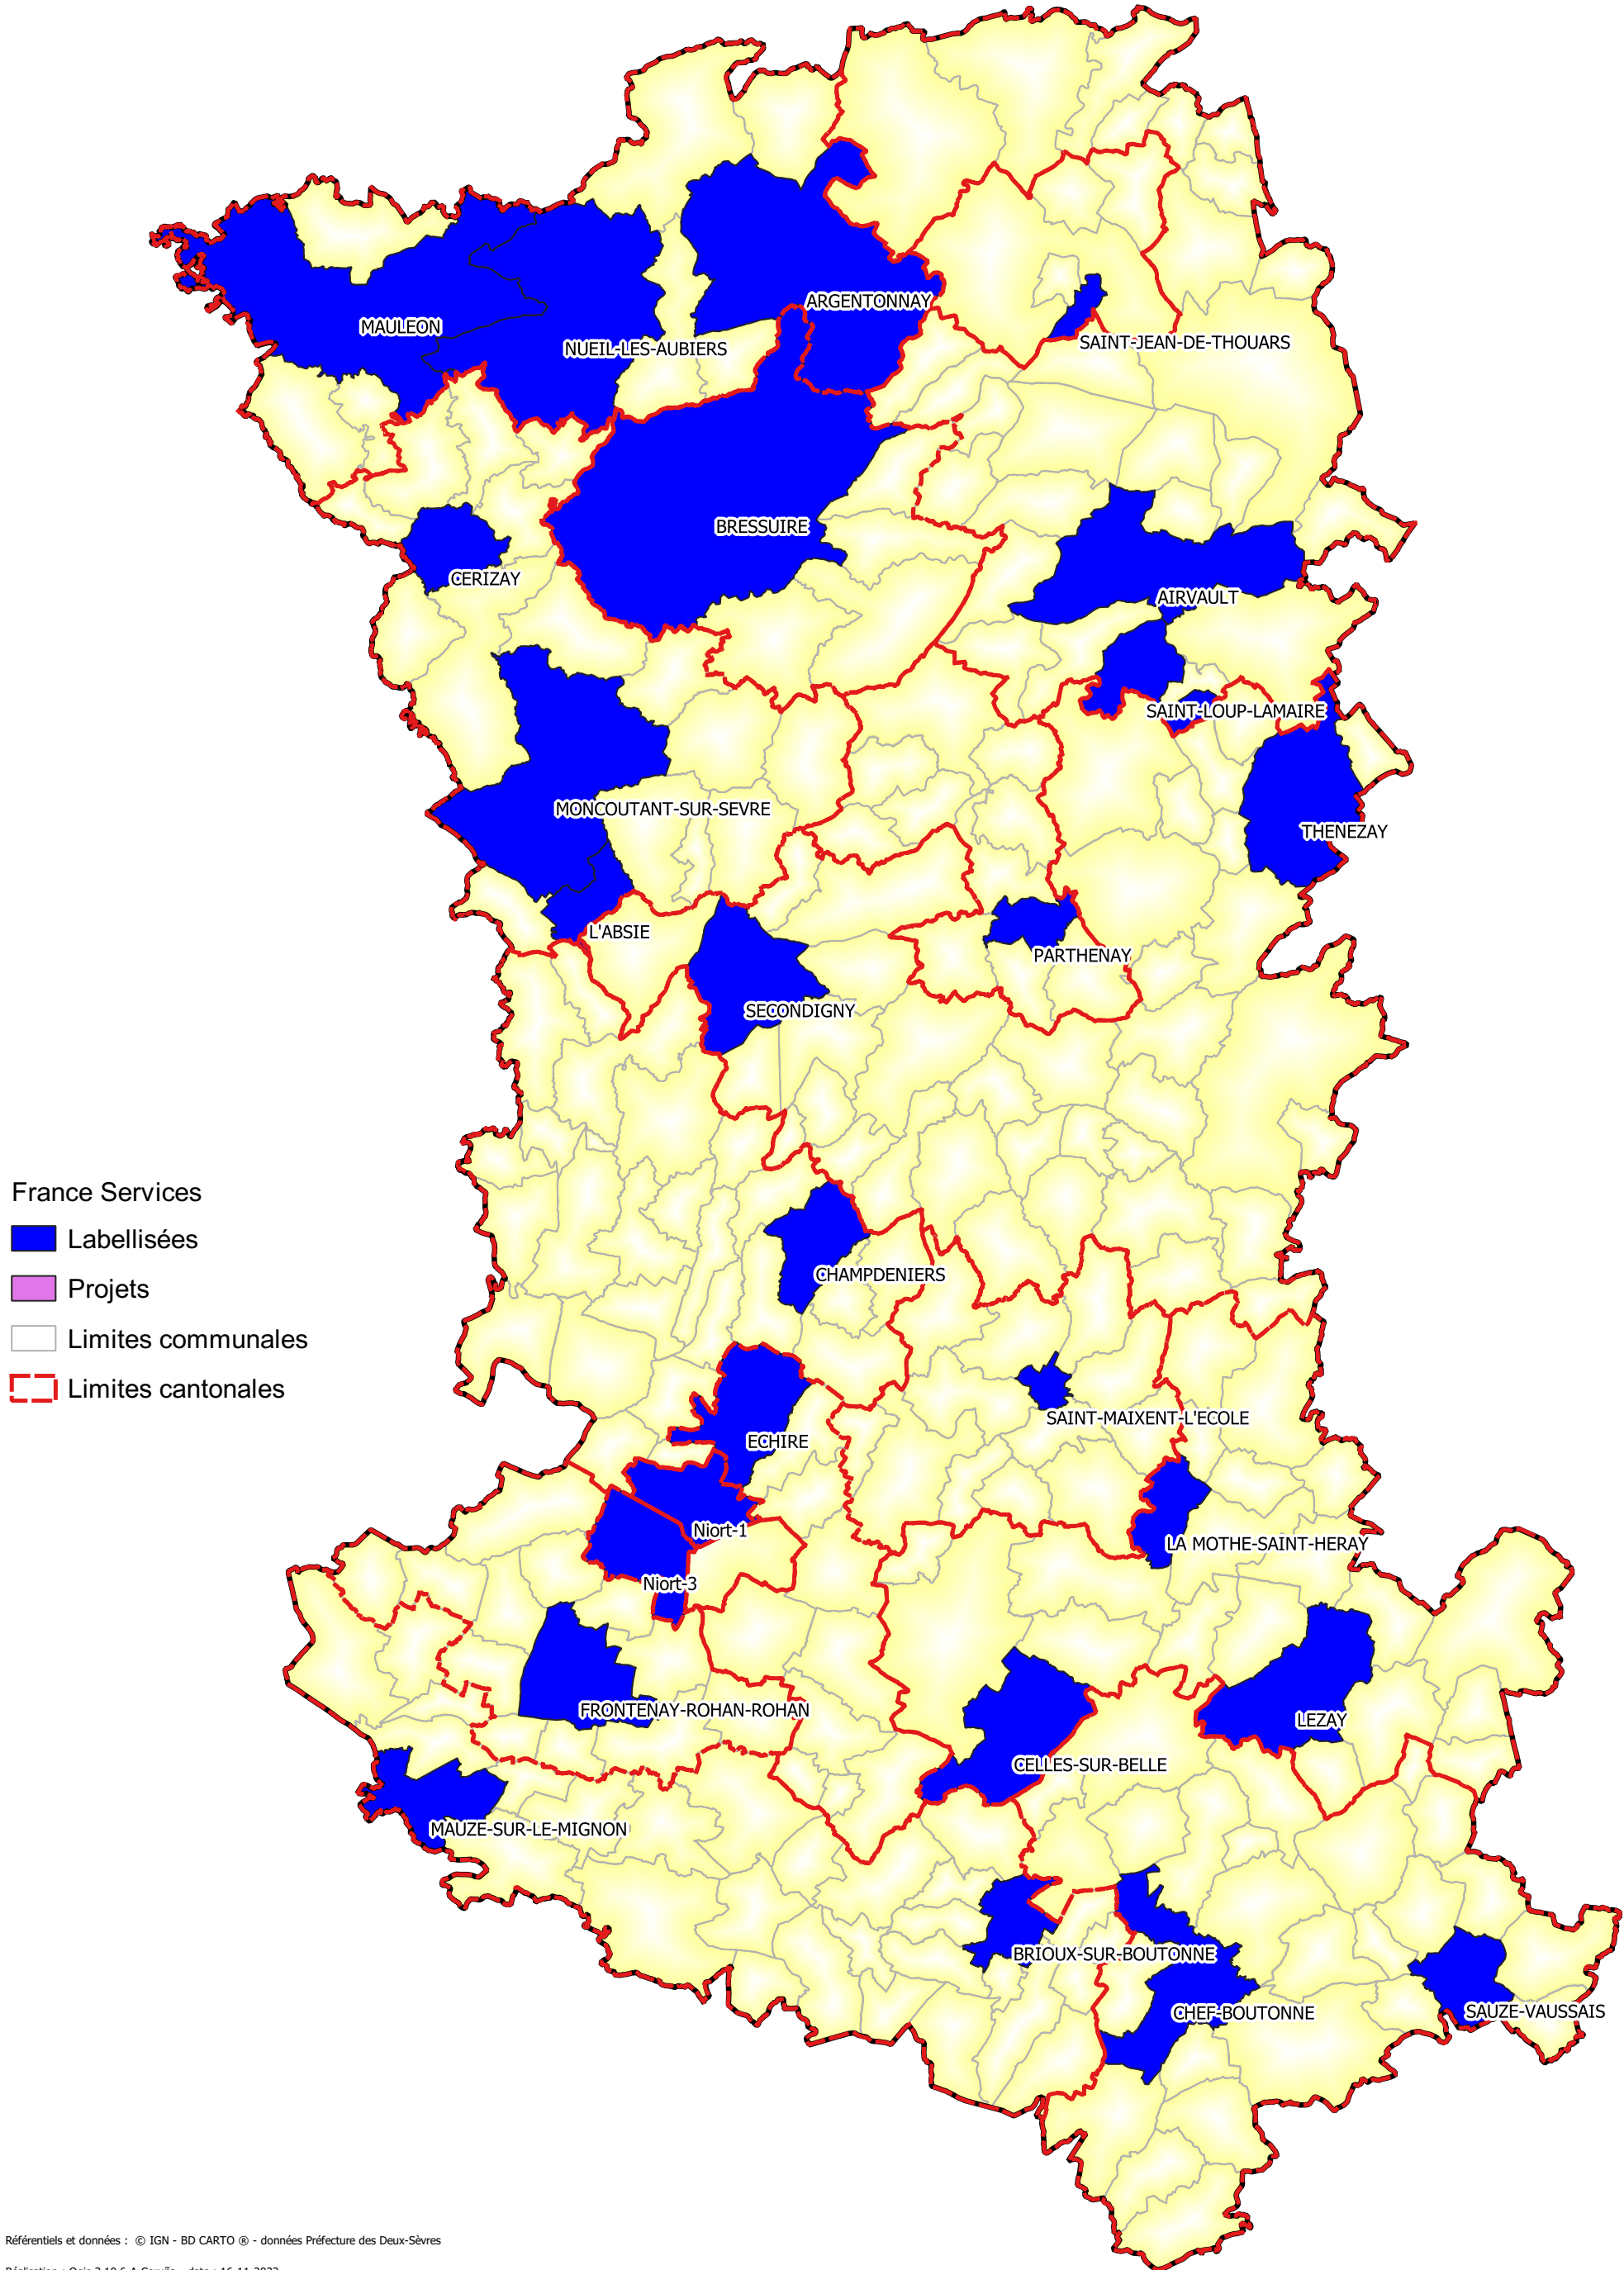 ARGENTONNAY
MAULEON
SAINT-JEAN-DE-THOUARS
NUEIL-LES-AUBIERS
BRESSUIRE
CERIZAY
AIRVAULT
SAINT-LOUP-LAMAIRE
MONCOUTANT-SUR-SEVRE
THENEZAY
L'ABSIE
PARTHENAY
SECONDIGNY
France Services
Labellisées
Projets
Limites communales
Limites cantonales
CHAMPDENIERS
SAINT-MAIXENT-L'ECOLE
ECHIRE
Niort-1
LA MOTHE-SAINT-HERAY
Niort-3
FRONTENAY-ROHAN-ROHAN
LEZAY
CELLES-SUR-BELLE
MAUZE-SUR-LE-MIGNON
BRIOUX-SUR-BOUTONNE
CHEF-BOUTONNE
SAUZE-VAUSSAIS
Référentiels et données : © IGN - BD CARTO ® - données Préfecture des Deux-Sèvres